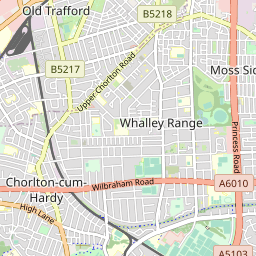 Old Trafford
B5218
B5217
Moss Sid
Upper Chorlton Road
Whalley Range
Princess Road
Chorlton-cum-
Hardy
Wilbraham Road
A6010
High Lane
A5103